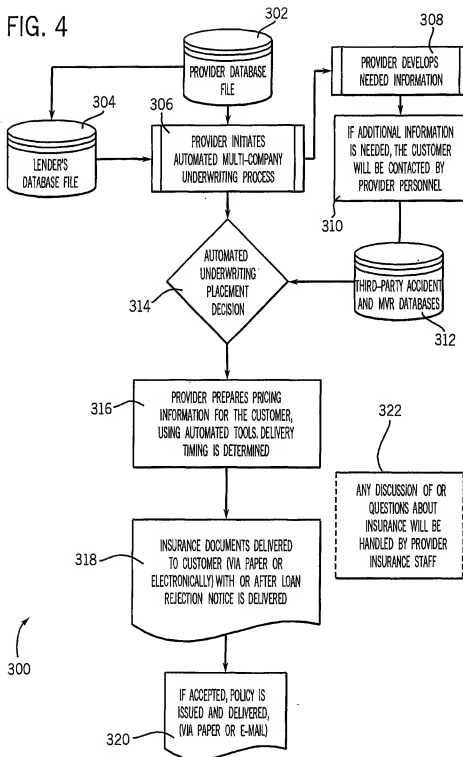 FIG. 4
302
PROVIDER DATABASE
FILE
308
PROVIDER DEVELOPS
NEEDED INFORMATION
304
LENDER'S
DATABASE FILE
306
PROVIDER INITIATES
AUTOMATED MULTI-COMPANY
UNDERWRITING PROCESS
IF ADDITIONAL INFORMATION
IS NEEDED, THE CUSTOMER
WILL BE CONTACTED BY
PROVIDER PERSONNEL
310
AUTOMATED
UNDERWRITING
PLACEMENT
DECISION
314
THIRD-PARTY ACCIDENT
AND MVR DATABASES
312
316
PROVIDER PREPARES PRICING
INFORMATION FOR THE CUSTOMER,
USING AUTOMATED TOOLS. DELIVERY
TIMING IS DETERMINED
322
ANY DISCUSSION OF OR
QUESTIONS ABOUT
INSURANCE WILL BE
HANDLED BY PROVIDER
INSURANCE STAFF
318
INSURANCE DOCUMENTS DELIVERED
TO CUSTOMER (VIA PAPER OR
ELECTRONICALLY) WITH OR AFTER LOAN
REJECTION NOTICE IS DELIVERED
300
IF ACCEPTED, POLICY IS
ISSUED AND DELIVERED,
(VIA PAPER OR E-MAIL)
320